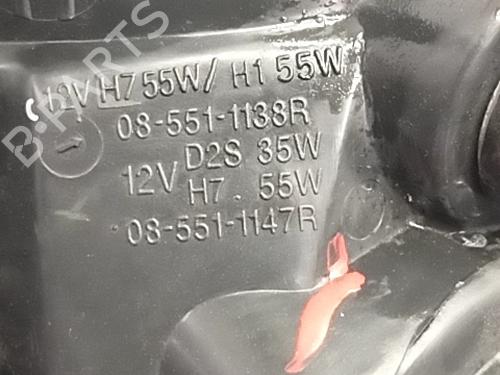 B-PARTS
12V H7 55W/ H1 55W
08-551-1138R
12V D2S 35W
H7. 55W
08-551-1147R